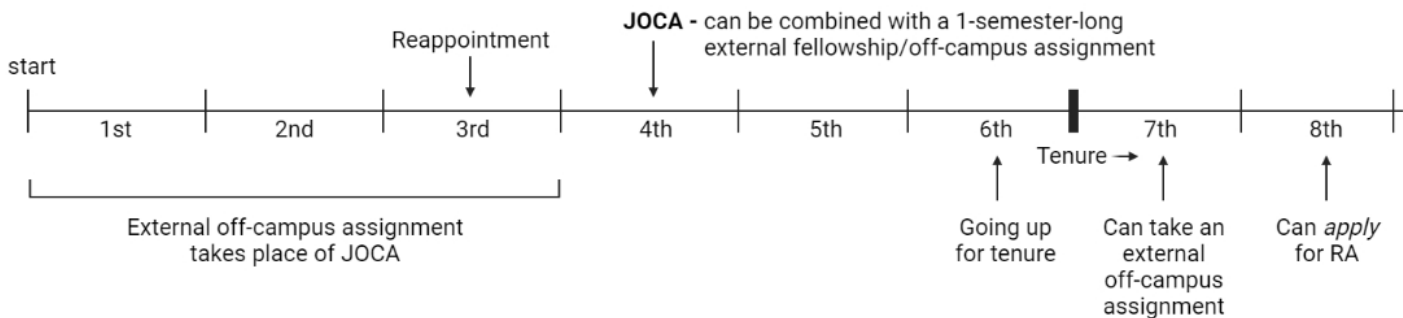 JOCA - can be combined with a 1-semester-long
external fellowship/off-campus assignment
Reappointment
start
1st 2nd 3rd 4th 5th 6th 7th 8th
Tenure →
External off-campus assignment
takes place of JOCA
Going up
for tenure
Can take an
external
off-campus
assignment
Can apply
for RA